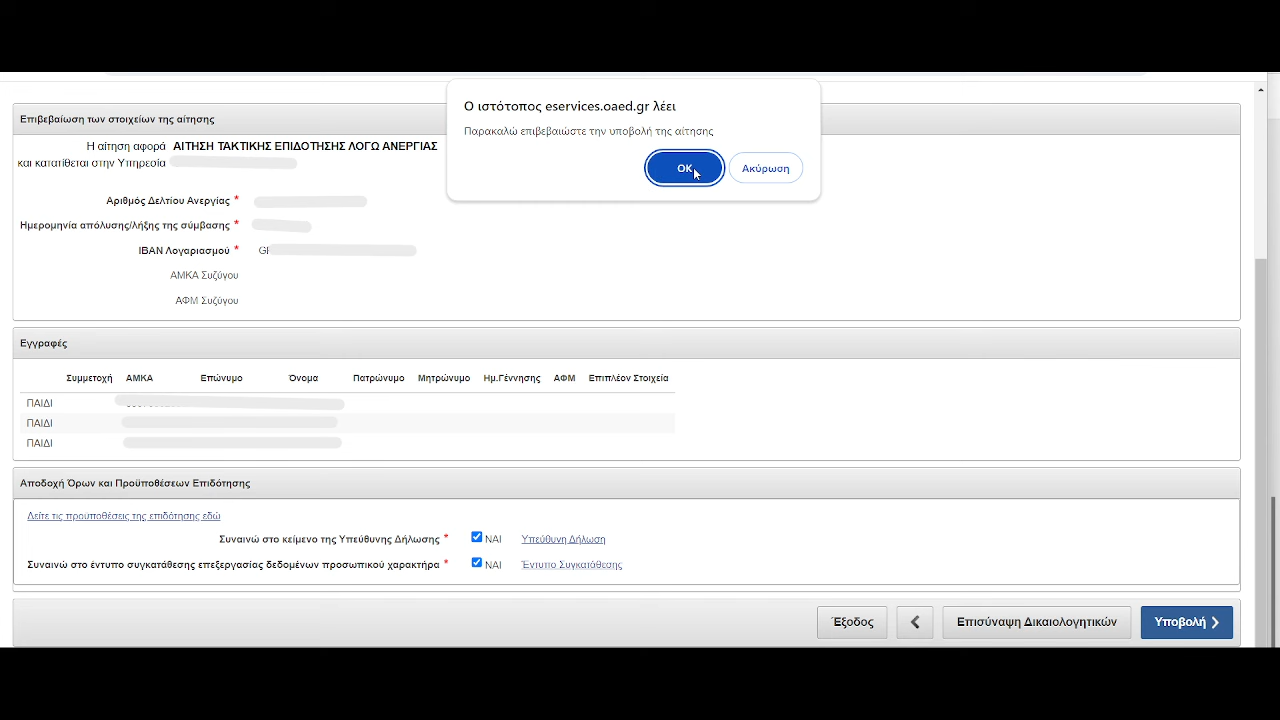 Ο ιστότοπος eservices.oaed.gr λέει
Παρακαλώ επιβεβαιώστε την υποβολή της αίτησης
OK
Ακύρωση
Επιβεβαίωση των στοιχείων της αίτησης
Η αίτηση αφορά ΑΙΤΗΣΗ ΤΑΚΤΙΚΗΣ ΕΠΙΔΟΤΗΣΗΣ ΛΟΓΩ ΑΝΕΡΓΙΑΣ
και κατατίθεται στην Υπηρεσία
Αριθμός Δελτίου Ανεργίας *
Ημερομηνία απόλυσης/λήξης της σύμβασης *
IBAN Λογαριασμού *
ΑΜΚΑ Συζύγου
ΑΦΜ Συζύγου
Εγγραφές
Συμμετοχή ΑΜΚΑ Επώνυμο Όνομα Πατρώνυμο Μητρώνυμο Ημ.Γέννησης ΑΦΜ Επιπλέον Στοιχεία
ΠΑΙΔΙ
ΠΑΙΔΙ
ΠΑΙΔΙ
Αποδοχή Όρων και Προϋποθέσεων Επιδότησης
Δείτε τις προϋποθέσεις της επιδότησης εδώ
Συναινώ στο κείμενο της Υπεύθυνης Δήλωσης * ΝΑΙ Υπεύθυνη Δήλωση
Συναινώ στο έντυπο συγκατάθεσης επεξεργασίας δεδομένων προσωπικού χαρακτήρα * ΝΑΙ Έντυπο Συγκατάθεσης
Έξοδος
Επισύναψη Δικαιολογητικών
Υποβολή